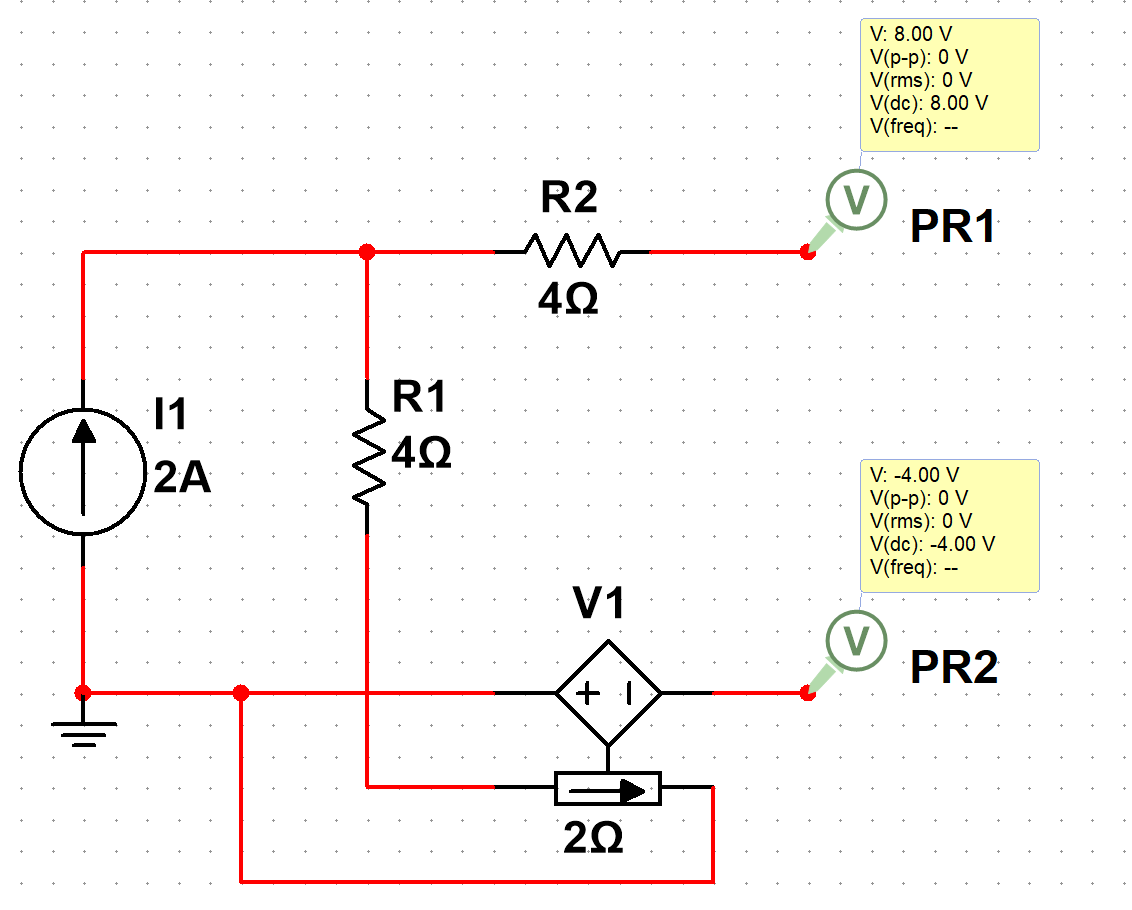 V: 8.00 V
V(p-p): 0 V
V(rms): 0 V
V(dc): 8.00 V
V(freq): --
V
PR1
R2
4Ω
R1
4Ω
I1
2A
V: -4.00 V
V(p-p): 0 V
V(rms): 0 V
V(dc): -4.00 V
V(freq): --
V
PR2
V1
2Ω